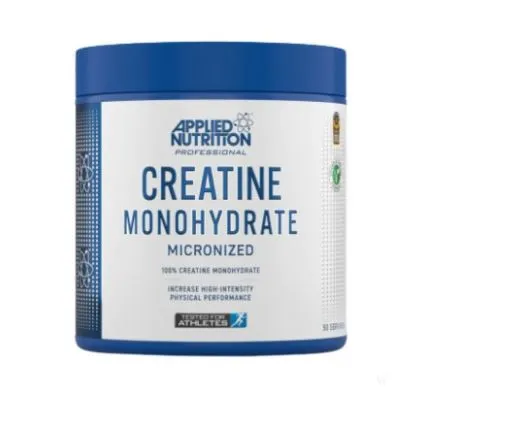 APPLIED
NUTRITION
PROFESSIONAL
CREATINE
MONOHYDRATE
MICRONIZED
100% CREATINE MONOHYDRATE
INCREASE HIGH-INTENSITY
PHYSICAL PERFORMANCE
TESTED FOR
ATHLETES